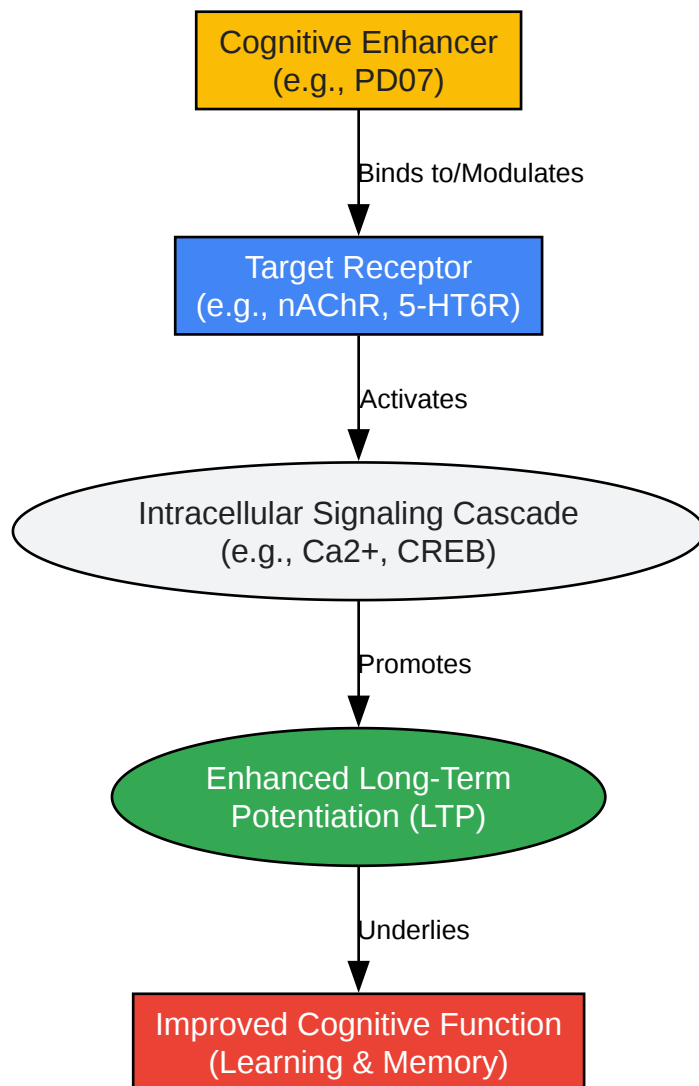 Cognitive Enhancer
(e.g., PD07)
Binds to/Modulates
Target Receptor
(e.g., nAChR, 5-HT6R)
Activates
Intracellular Signaling Cascade
(e.g., Ca2+, CREB)
Promotes
Enhanced Long-Term
Potentiation (LTP)
Underlies
Improved Cognitive Function
(Learning & Memory)